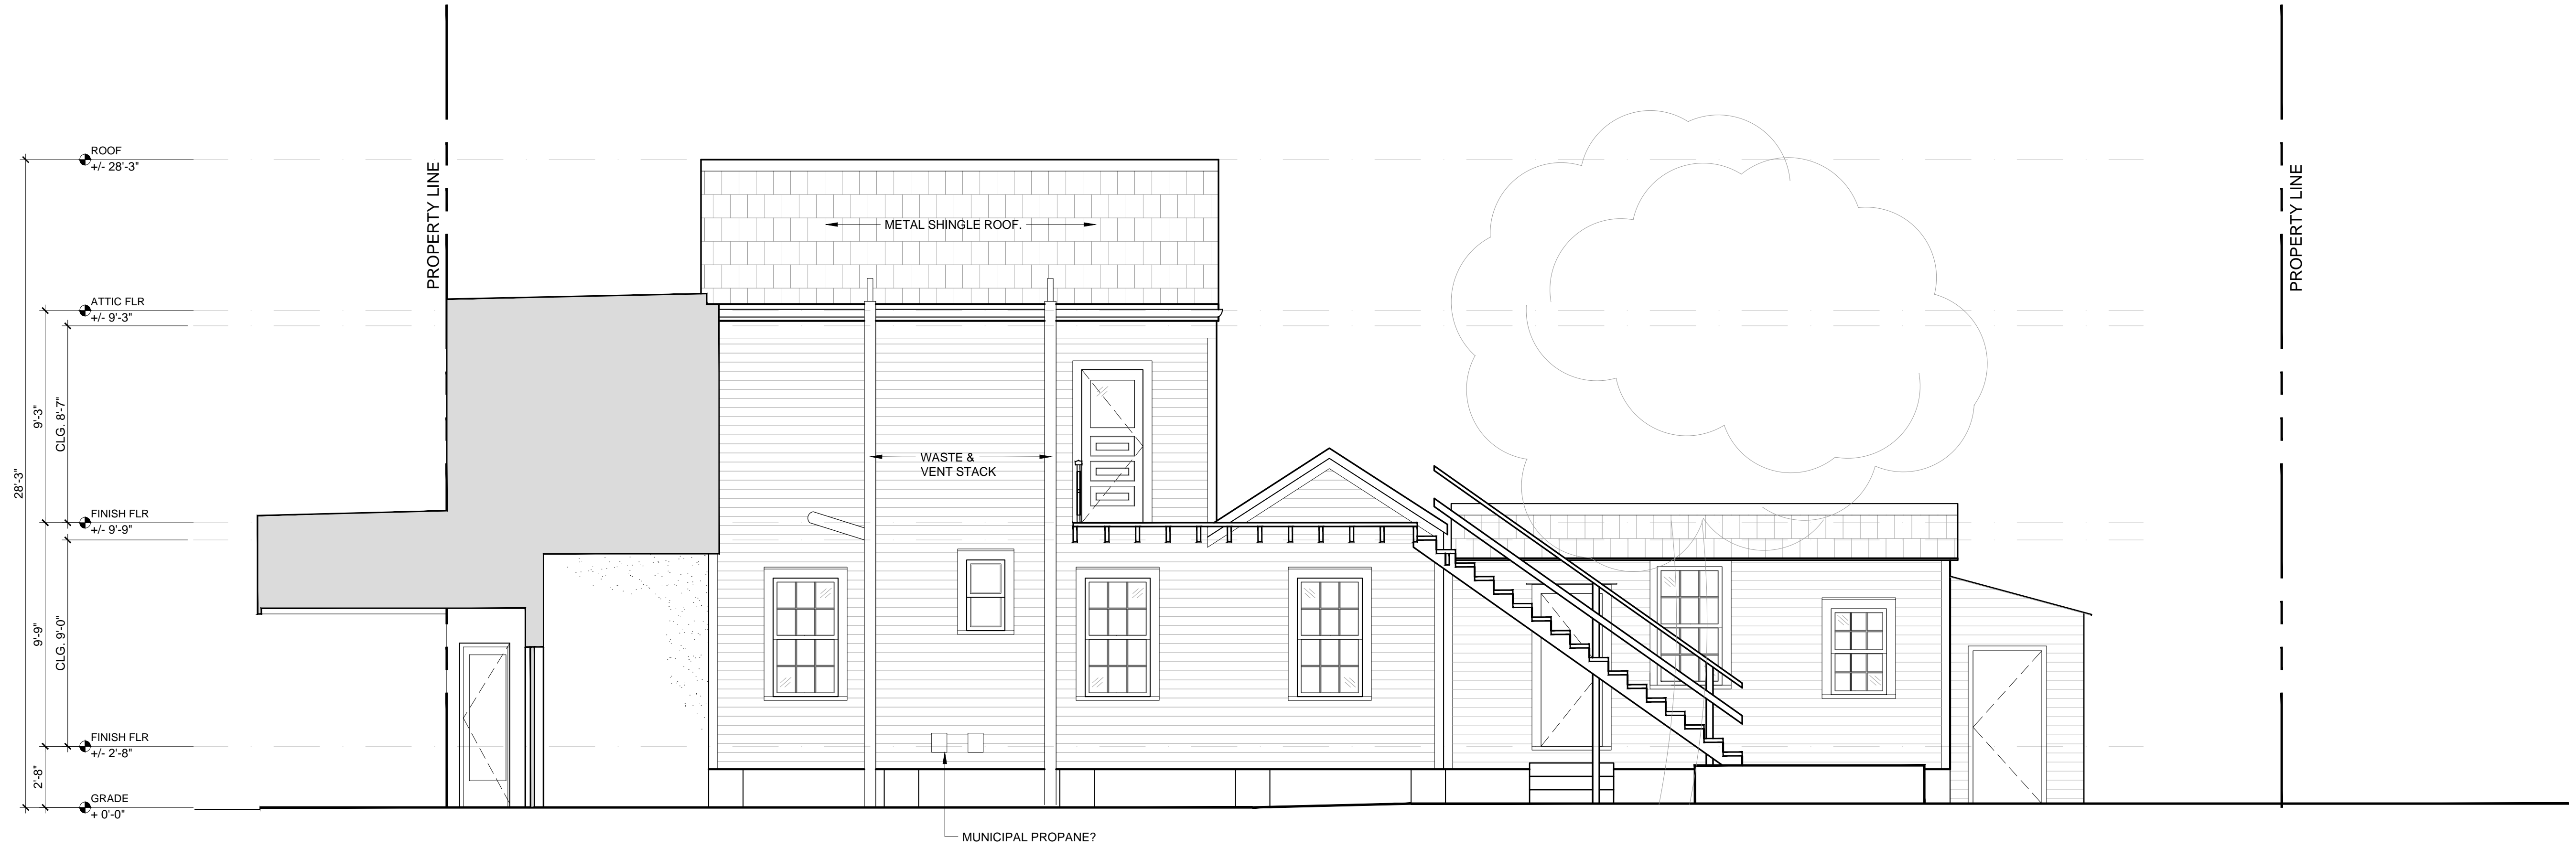 ROOF
+/- 28'-3"
ATTIC FLR
+/- 9'-3"
FINISH FLR
+/- 9'-9"
FINISH FLR
+/- 2'-8"
GRADE
+ 0'-0"
28'-3"
9'-3"
CLG. 8'-7"
9'-9"
CLG. 9'-0"
2'-8"
PROPERTY LINE
METAL SHINGLE ROOF.
WASTE &
VENT STACK
MUNICIPAL PROPANE?
PROPERTY LINE